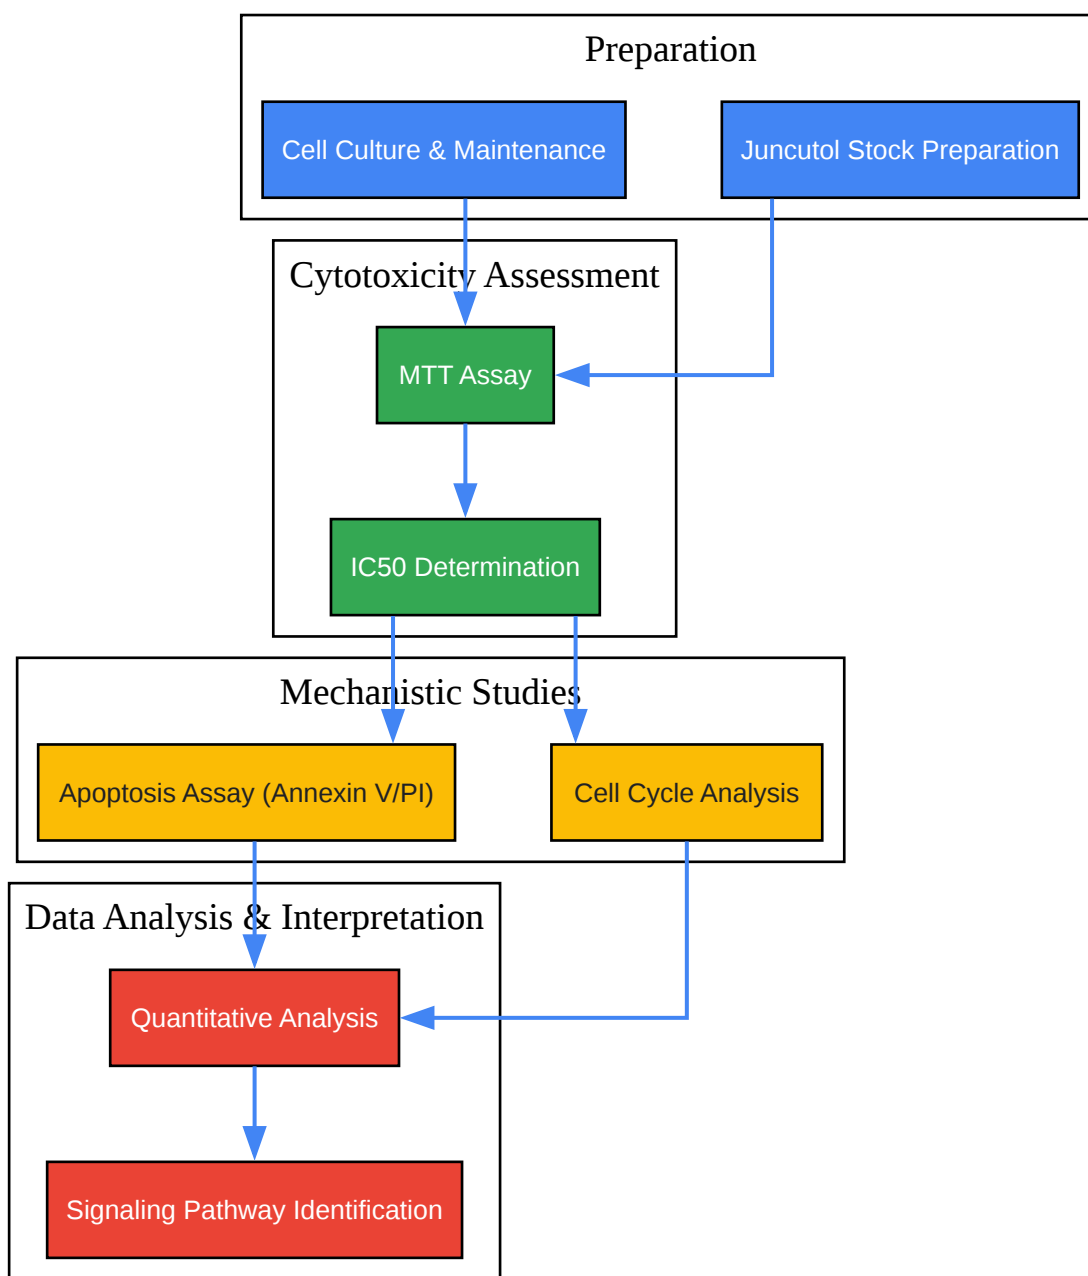 Preparation
Cell Culture & Maintenance
Juncutol Stock Preparation
Cytotoxicity Assessment
MTT Assay
IC50 Determination
Mechanistic Studies
Apoptosis Assay (Annexin V/PI)
Cell Cycle Analysis
Data Analysis & Interpretation
Quantitative Analysis
Signaling Pathway Identification